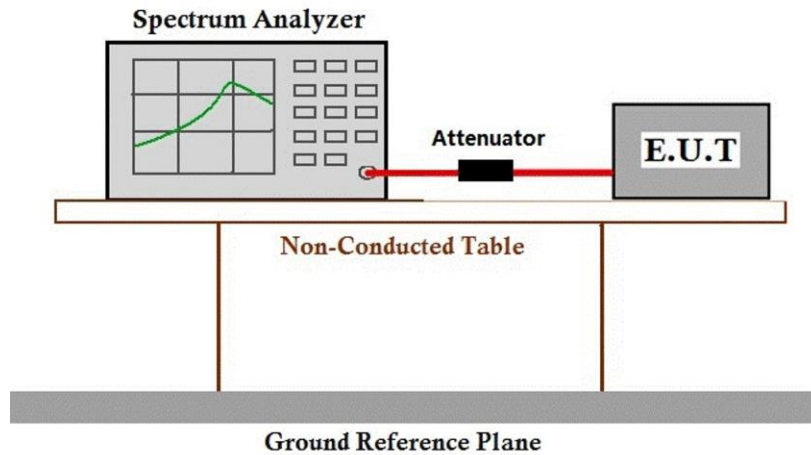 Spectrum Analyzer
Attenuator
E.U.T
Non-Conducted Table
Ground Reference Plane